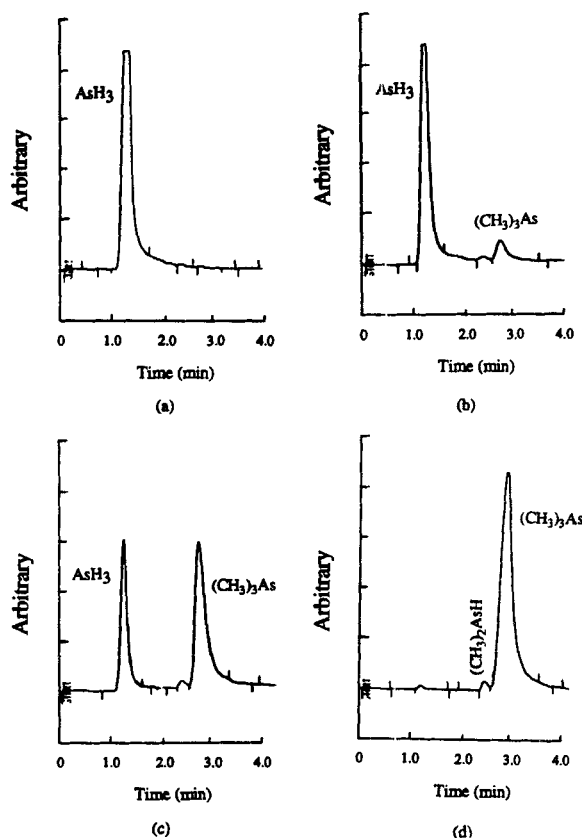 AsH3
Arbitrary
0 1.0 2.0 3.0 4.0
Time (min)
(a)
AsH3
(CH3)3As
Arbitrary
0 1.0 2.0 3.0 4.0
Time (min)
(b)
AsH3
(CH3)3As
Arbitrary
0 1.0 2.0 3.0 4.0
Time (min)
(c)
(CH3)3As
(CH3)2AsH
Arbitrary
0 1.0 2.0 3.0 4.0
Time (min)
(d)